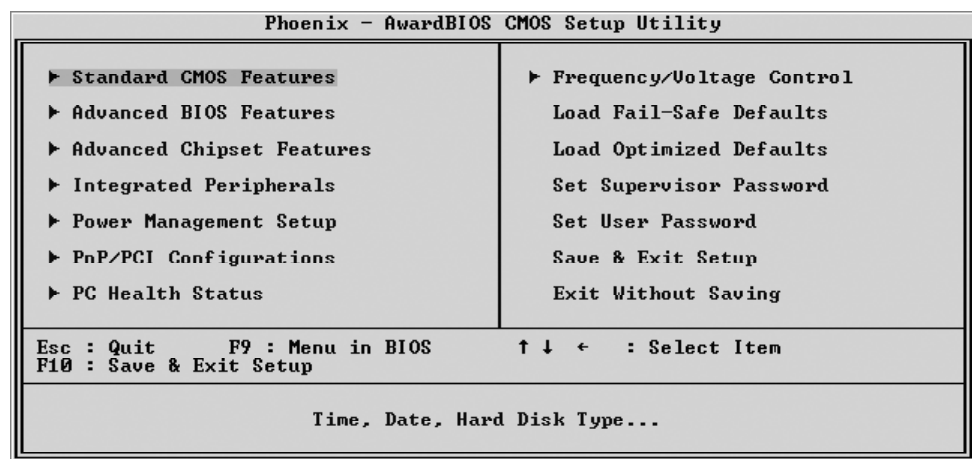 Phoenix - AwardBIOS CMOS Setup Utility
▶ Standard CMOS Features
▶ Advanced BIOS Features
▶ Advanced Chipset Features
▶ Integrated Peripherals
▶ Power Management Setup
▶ PnP/PCI Configurations
▶ PC Health Status
▶ Frequency/Voltage Control
Load Fail-Safe Defaults
Load Optimized Defaults
Set Supervisor Password
Set User Password
Save & Exit Setup
Exit Without Saving
Esc : Quit F9 : Menu in BIOS ↑ ↓ ← : Select Item
F10 : Save & Exit Setup
Time, Date, Hard Disk Type...